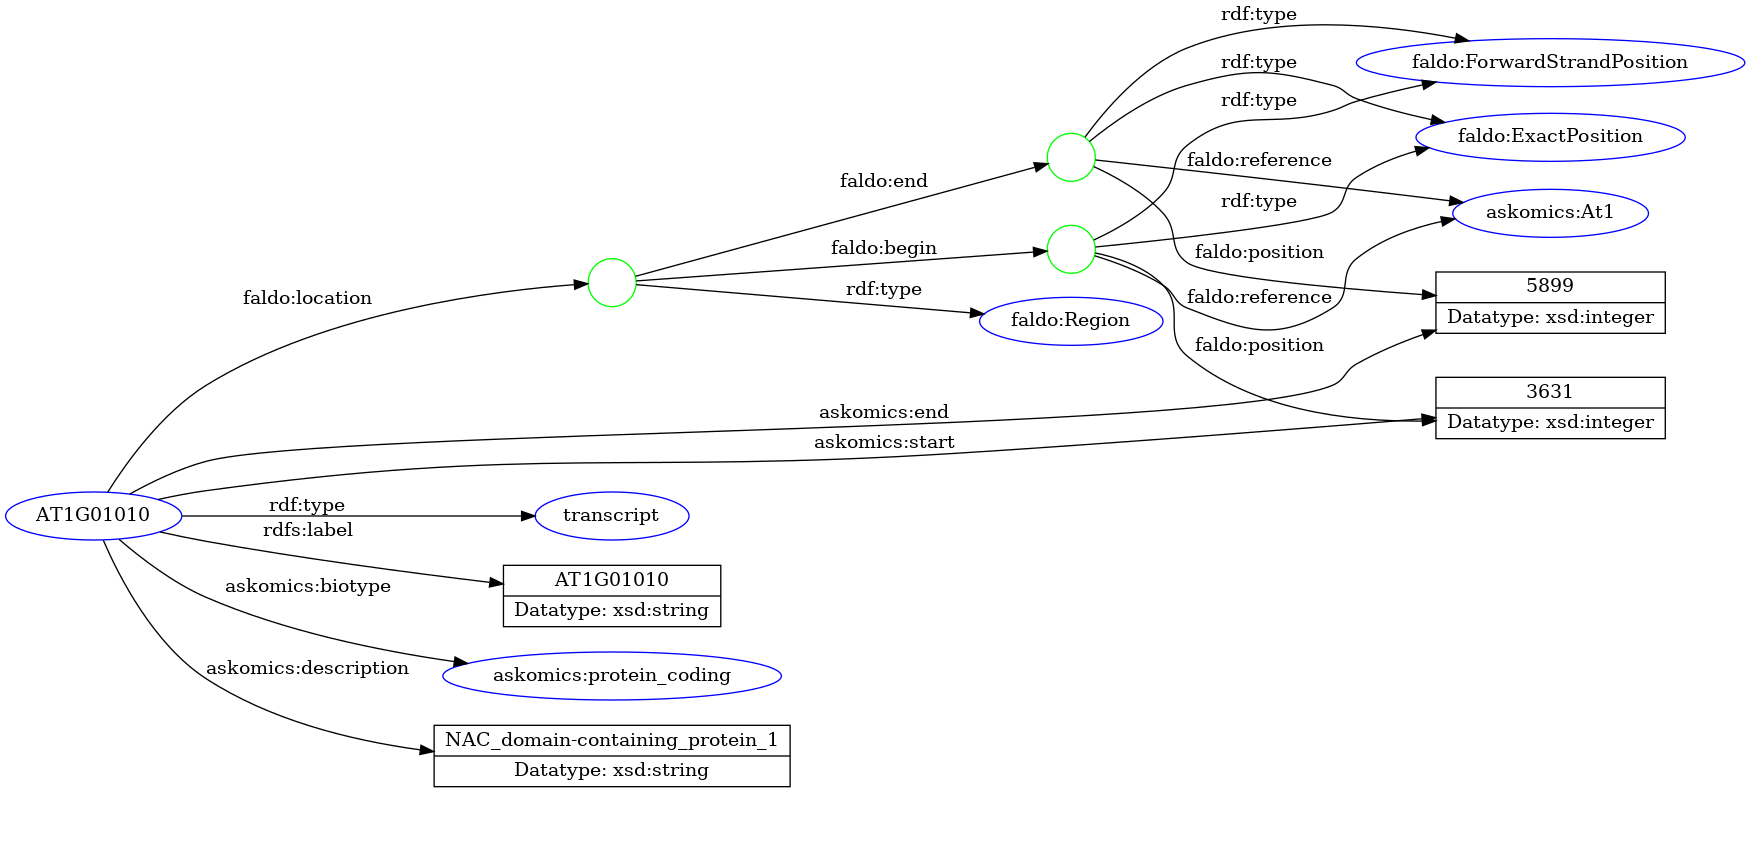 rdf:type
faldo:ForwardStrandPosition
rdf:type
rdf:type
faldo:ExactPosition
faldo:reference
faldo:end
rdf:type
askomics:At1
faldo:begin
faldo:position
rdf:type
faldo:location
faldo:reference
5899
Datatype: xsd:integer
faldo:Region
faldo:position
askomics:end
3631
Datatype: xsd:integer
askomics:start
rdf:type
AT1G01010
transcript
rdfs:label
AT1G01010
Datatype: xsd:string
askomics:biotype
askomics:description
askomics:protein_coding
NAC_domain-containing_protein_1
Datatype: xsd:string